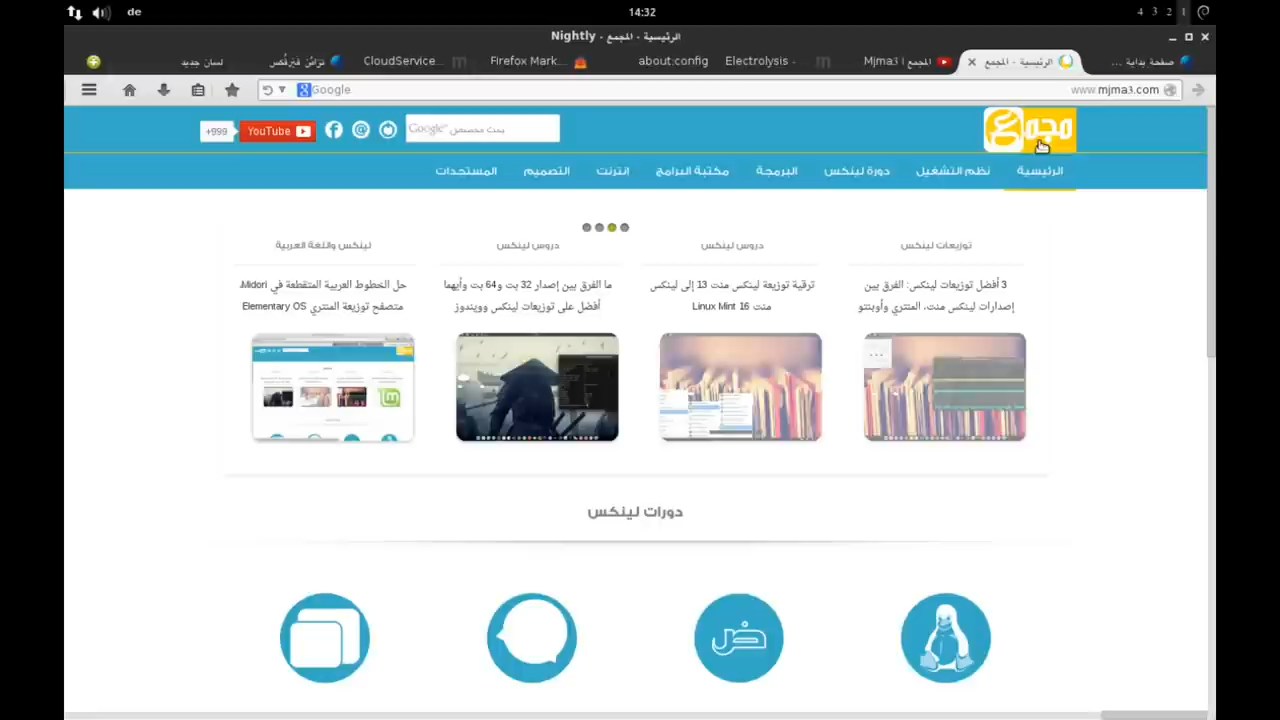 14:32
de
4 3 2 1
الرئيسية - المجمع - Nightly
صفحة بداية ...
الرئيسية - المجمع
المجمع | Mjma3
Electrolysis -
about:config
Firefox Mark...
CloudService...
لسان جديد
www.mjma3.com
Google
مجمع
بحث مخصص
Google
YouTube
+999
الرئيسية
نظم التشغيل
دورة لينكس
البرمجة
مكتبة البرامج
انترنت
التصميم
المستجدات
توزيعات لينكس
دروس لينكس
دروس لينكس
لينكس واللغة العربية
3 أفضل توزيعات لينكس: الفرق بين
إصدارات لينكس منت، المنتري وأوبنتو
ترقية توزيعة لينكس منت 13 إلى لينكس
منت 16 Linux Mint
ما الفرق بين إصدار 32 بت و64 بت وأيهما
أفضل على توزيعات لينكس وويندوز
حل الخطوط العربية المتقطعة في Midori،
متصفح توزيعة المنتري Elementary OS
دورات لينكس
ض